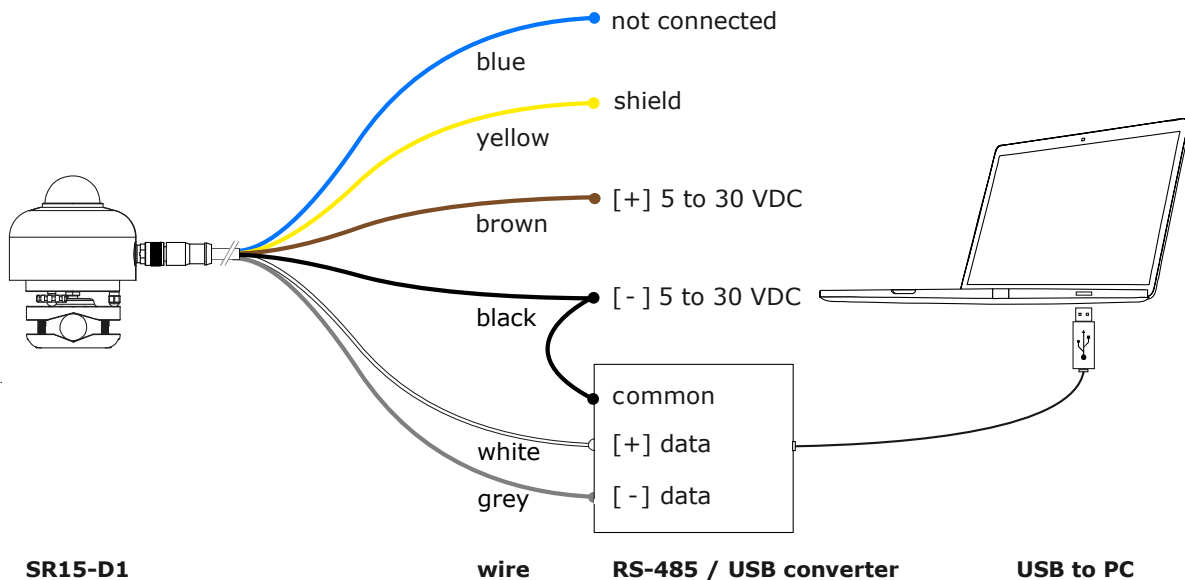 not connected
blue
shield
yellow
[+] 5 to 30 VDC
brown
[-] 5 to 30 VDC
black
common
[+] data
white
[-] data
grey
SR15-D1
wire
RS-485 / USB converter
USB to PC